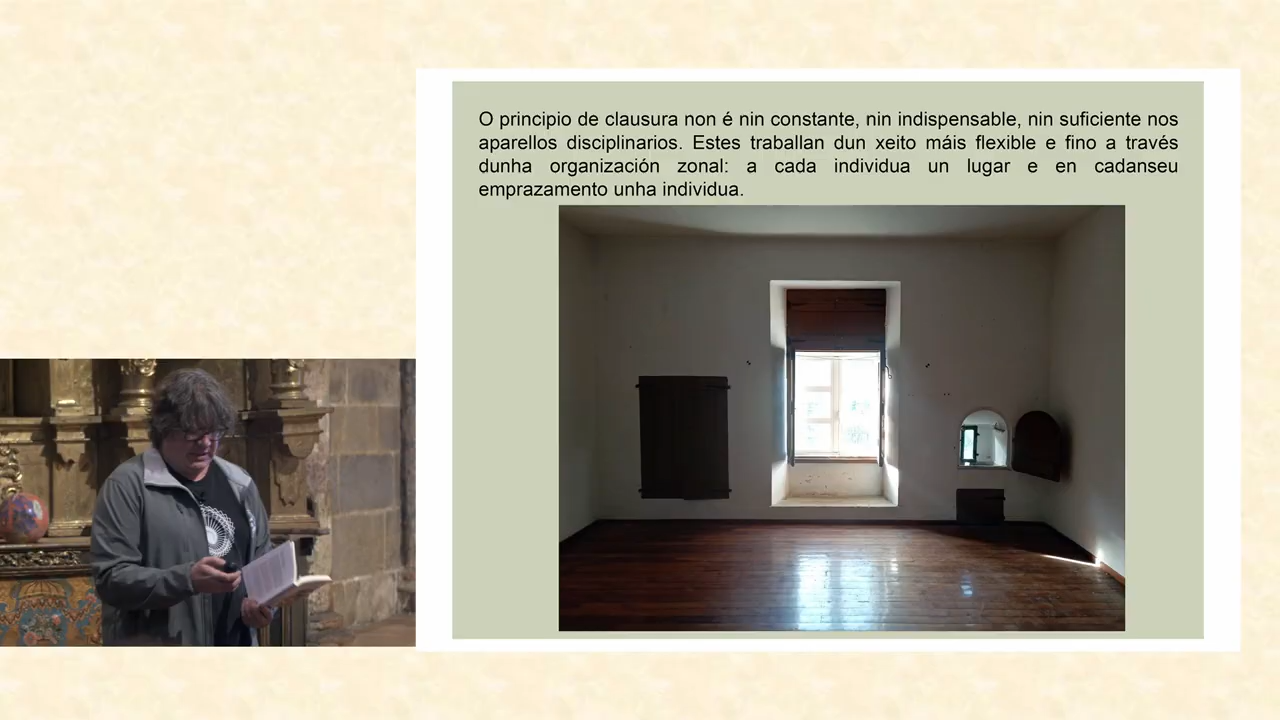 O principio de clausura non é nin constante, nin indispensable, nin suficiente nos
aparellos disciplinarios. Estes traballan dun xeito máis flexible e fino a través
dunha organización zonal: a cada individua un lugar e en cadanseu
emprazamento unha individua.